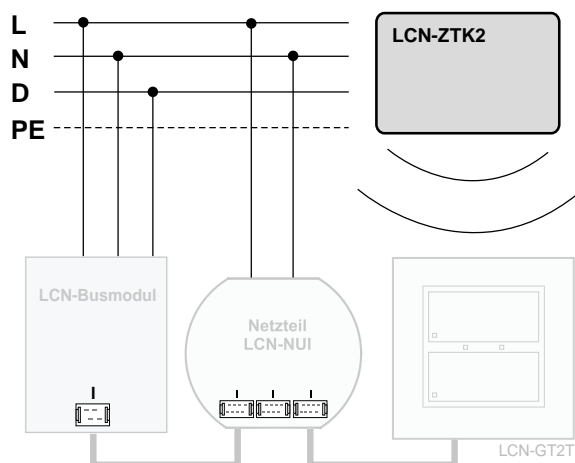 L
LCN-ZTK2
N
D
PE
LCN-Busmodul
Netzteil
LCN-NUI
I
I I I
LCN-GT2T